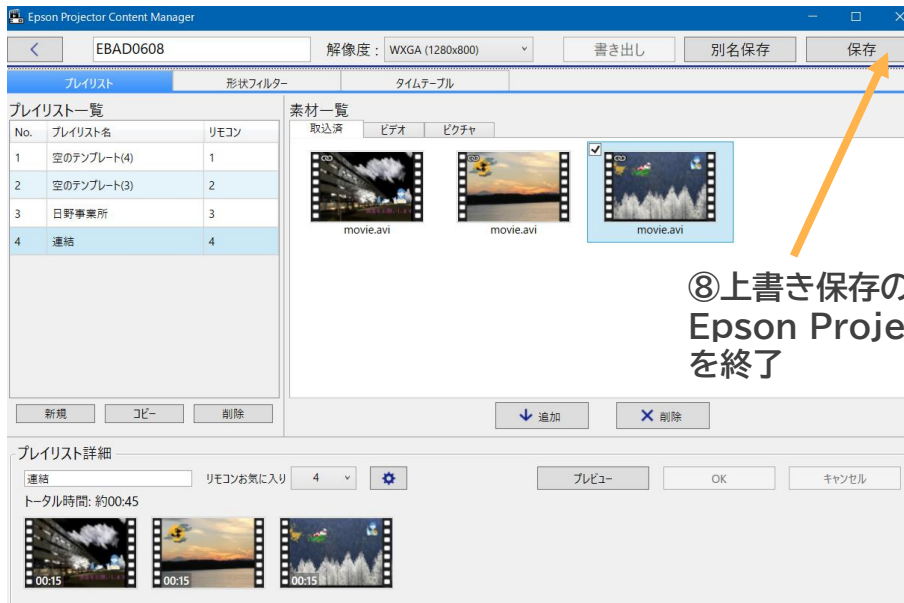 Epson Projector Content Manager
EBAD0608 解像度： WXGA (1280x800) 書き出し 別名保存 保存
プレイリスト 形状フィルター タイムテーブル
プレイリスト一覧
No. プレイリスト名 リモコン
1 空のテンプレート(4) 1
2 空のテンプレート(3) 2
3 日野事業所 3
4 連結 4
新規 コピー 削除
素材一覧
取込済 ビデオ ピクチャ
movie.avi movie.avi movie.avi
⑧上書き保存の
Epson Proje
を終了
追加 削除
プレイリスト詳細
連結 リモコンお気に入り 4 プレビュー OK キャンセル
トータル時間: 約00:45
00:15 00:15 00:15